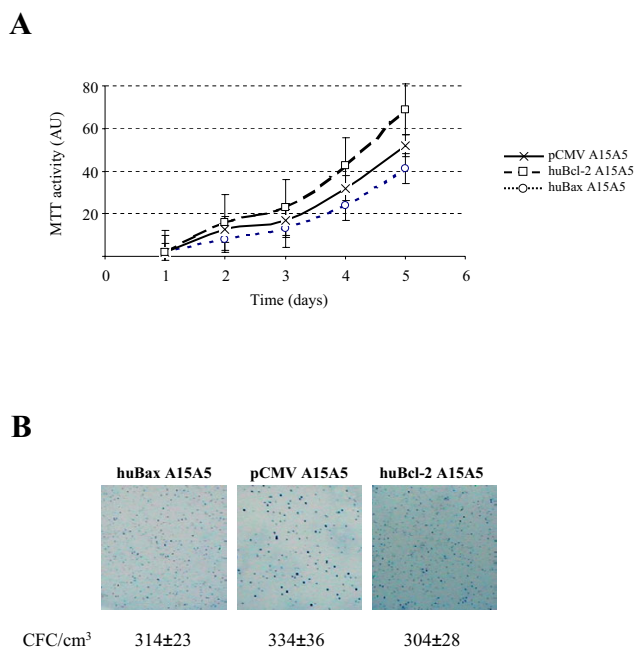 A
80
60
40
20
MTT activity (AU)
0 1 2 3 4 5 6
Time (days)
pCMV A15A5
huBcl-2 A15A5
huBax A15A5
B
huBax A15A5 pCMV A15A5 huBcl-2 A15A5
CFC/cm³ 314±23 334±36 304±28